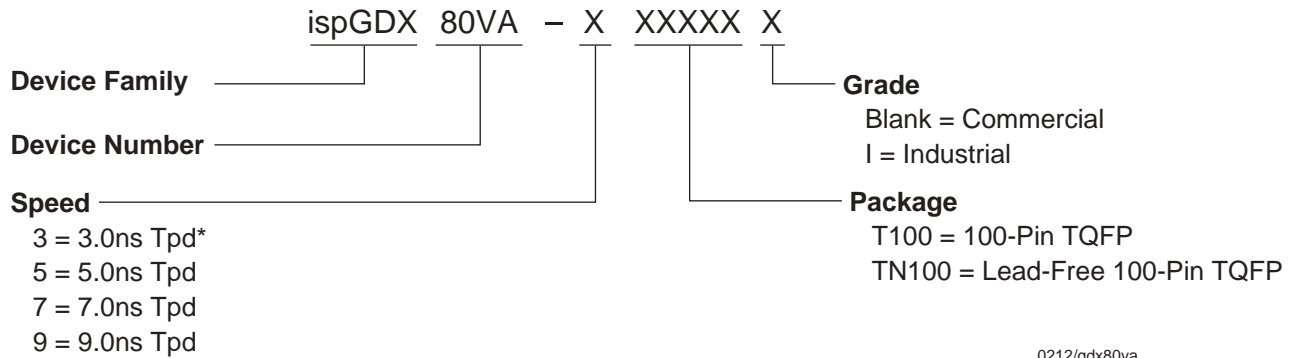 ispGDX 80VA – X XXXXX X
Device Family
Device Number
Speed
3 = 3.0ns Tpd*
5 = 5.0ns Tpd
7 = 7.0ns Tpd
9 = 9.0ns Tpd
Grade
Blank = Commercial
I = Industrial
Package
T100 = 100-Pin TQFP
TN100 = Lead-Free 100-Pin TQFP
0212/gdx80va